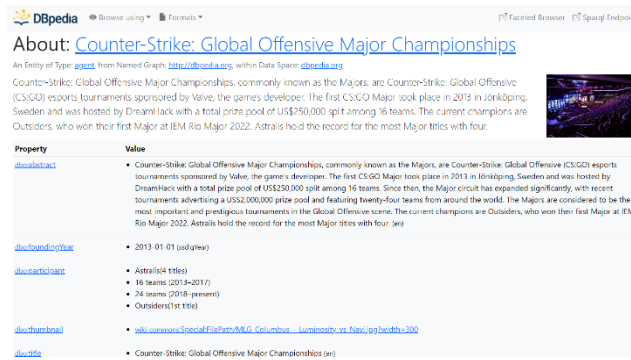 DBpedia Browse using Formats Faceted Browser Sparql Endpoi
About: Counter-Strike: Global Offensive Major Championships
An Entity of Type: agent, from Named Graph: http://dbpedia.org, within Data Space: dbpedia.org
Counter-Strike: Global Offensive Major Championships, commonly known as the Majors, are Counter-Strike: Global Offensive
(CS:GO) esports tournaments sponsored by Valve, the game's developer. The first CS:GO Major took place in 2013 in Jönköping,
Sweden and was hosted by DreamHack with a total prize pool of US$250,000 split among 16 teams. The current champions are
Outsiders, who won their first Major at IEM Rio Major 2022. Astralis hold the record for the most Major titles with four.
Property Value
dbo:abstract • Counter-Strike: Global Offensive Major Championships, commonly known as the Majors, are Counter-Strike: Global Offensive (CS:GO) esports
tournaments sponsored by Valve, the game's developer. The first CS:GO Major took place in 2013 in Jönköping, Sweden and was hosted by
DreamHack with a total prize pool of US$250,000 split among 16 teams. Since then, the Major circuit has expanded significantly, with recent
tournaments advertising a US$2,000,000 prize pool and featuring twenty-four teams from around the world. The Majors are considered to be the
most important and prestigious tournaments in the Global Offensive scene. The current champions are Outsiders, who won their first Major at IEM
Rio Major 2022. Astralis hold the record for the most Major titles with four. (en)
dbo:foundingYear • 2013-01-01 (xsd:gYear)
dbo:participant • Astralis(4 titles)
• 16 teams (2013–2017)
• 24 teams (2018–present)
• Outsiders(1st title)
dbo:thumbnail • wiki-commons:Special:FilePath/MLG_Columbus_-_Luminosity_vs_Navi.jpg?width=300
dbo:title • Counter-Strike: Global Offensive Major Championships (en)